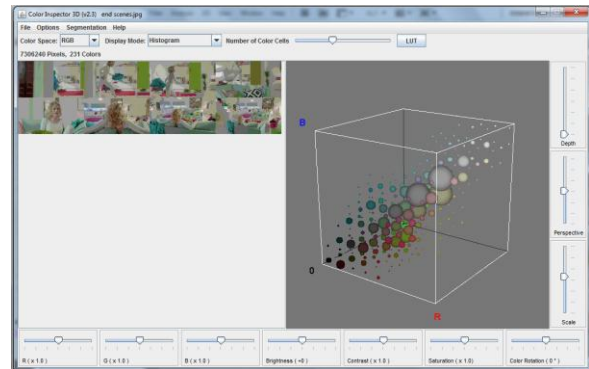 Color Inspector 3D (v2.3) end scenes.jpg
File Options Segmentation Help
Color Space: RGB Display Mode: Histogram Number of Color Cells LUT
7306240 Pixels, 231 Colors
B
0
R
Depth
Perspective
Scale
R ( x 1.0 ) G ( x 1.0 ) B ( x 1.0 ) Brightness ( +0 ) Contrast ( x 1.0 ) Saturation ( x 1.0 ) Color Rotation ( 0 ° )